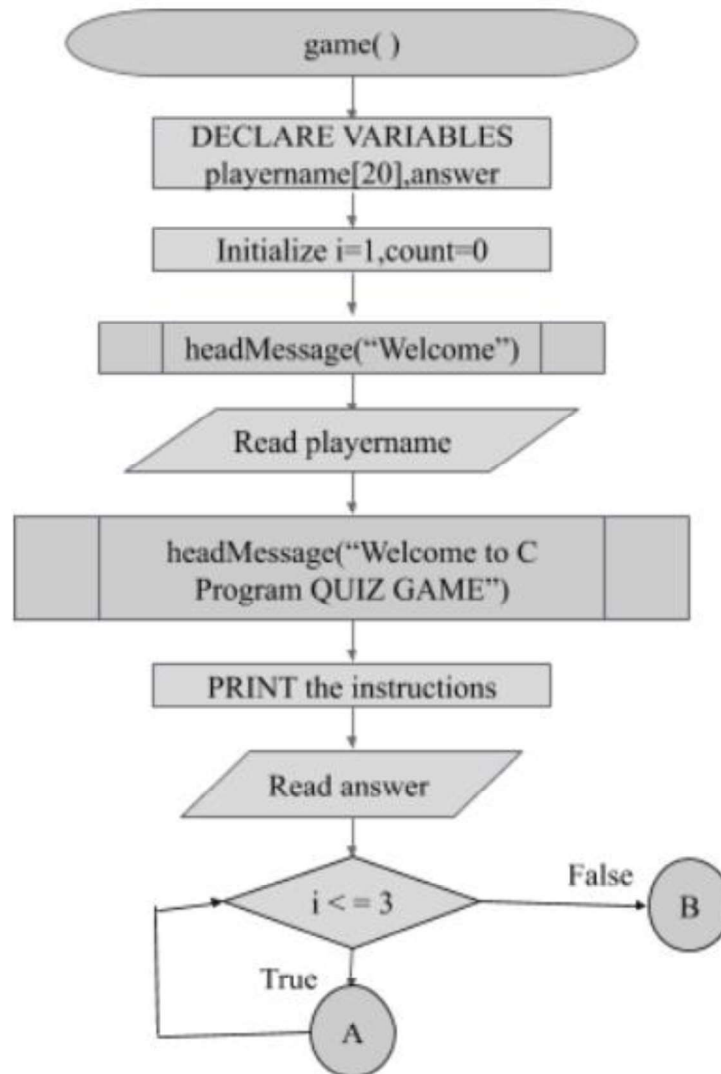 game( )
DECLARE VARIABLES
playername[20],answer
Initialize i=1,count=0
headMessage(“Welcome”)
Read playername
headMessage(“Welcome to C
Program QUIZ GAME”)
PRINT the instructions
Read answer
i < = 3
False
B
True
A